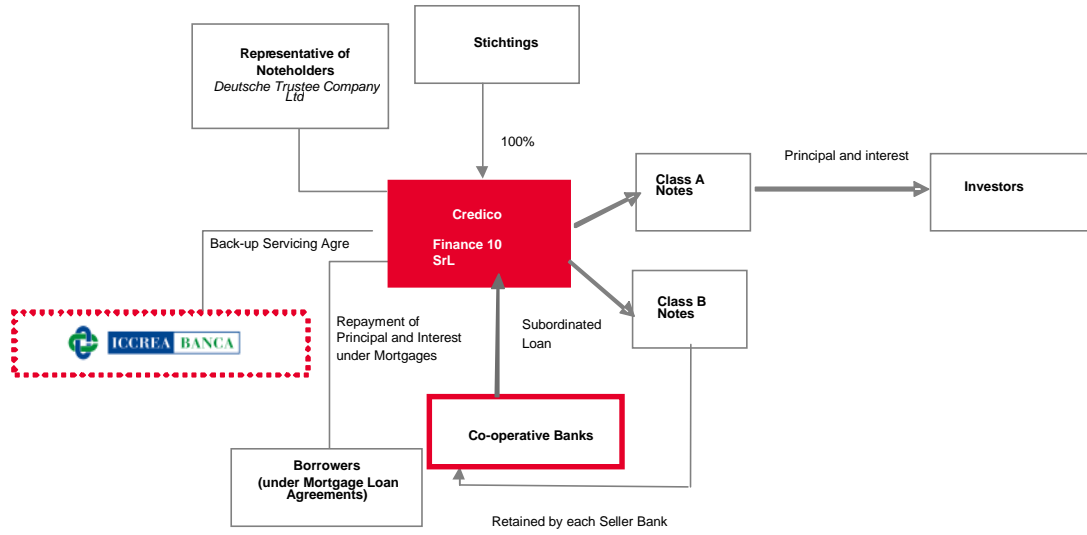 Representative of
Noteholders
Deutsche Trustee Company
Ltd
Stichtings
100%
Principal and interest
Class A
Notes
Investors
Credico
Finance 10
SrL
Back-up Servicing Agre
Class B
Notes
ICCREA BANCA
Repayment of
Principal and Interest
under Mortgages
Subordinated
Loan
Co-operative Banks
Borrowers
(under Mortgage Loan
Agreements)
Retained by each Seller Bank